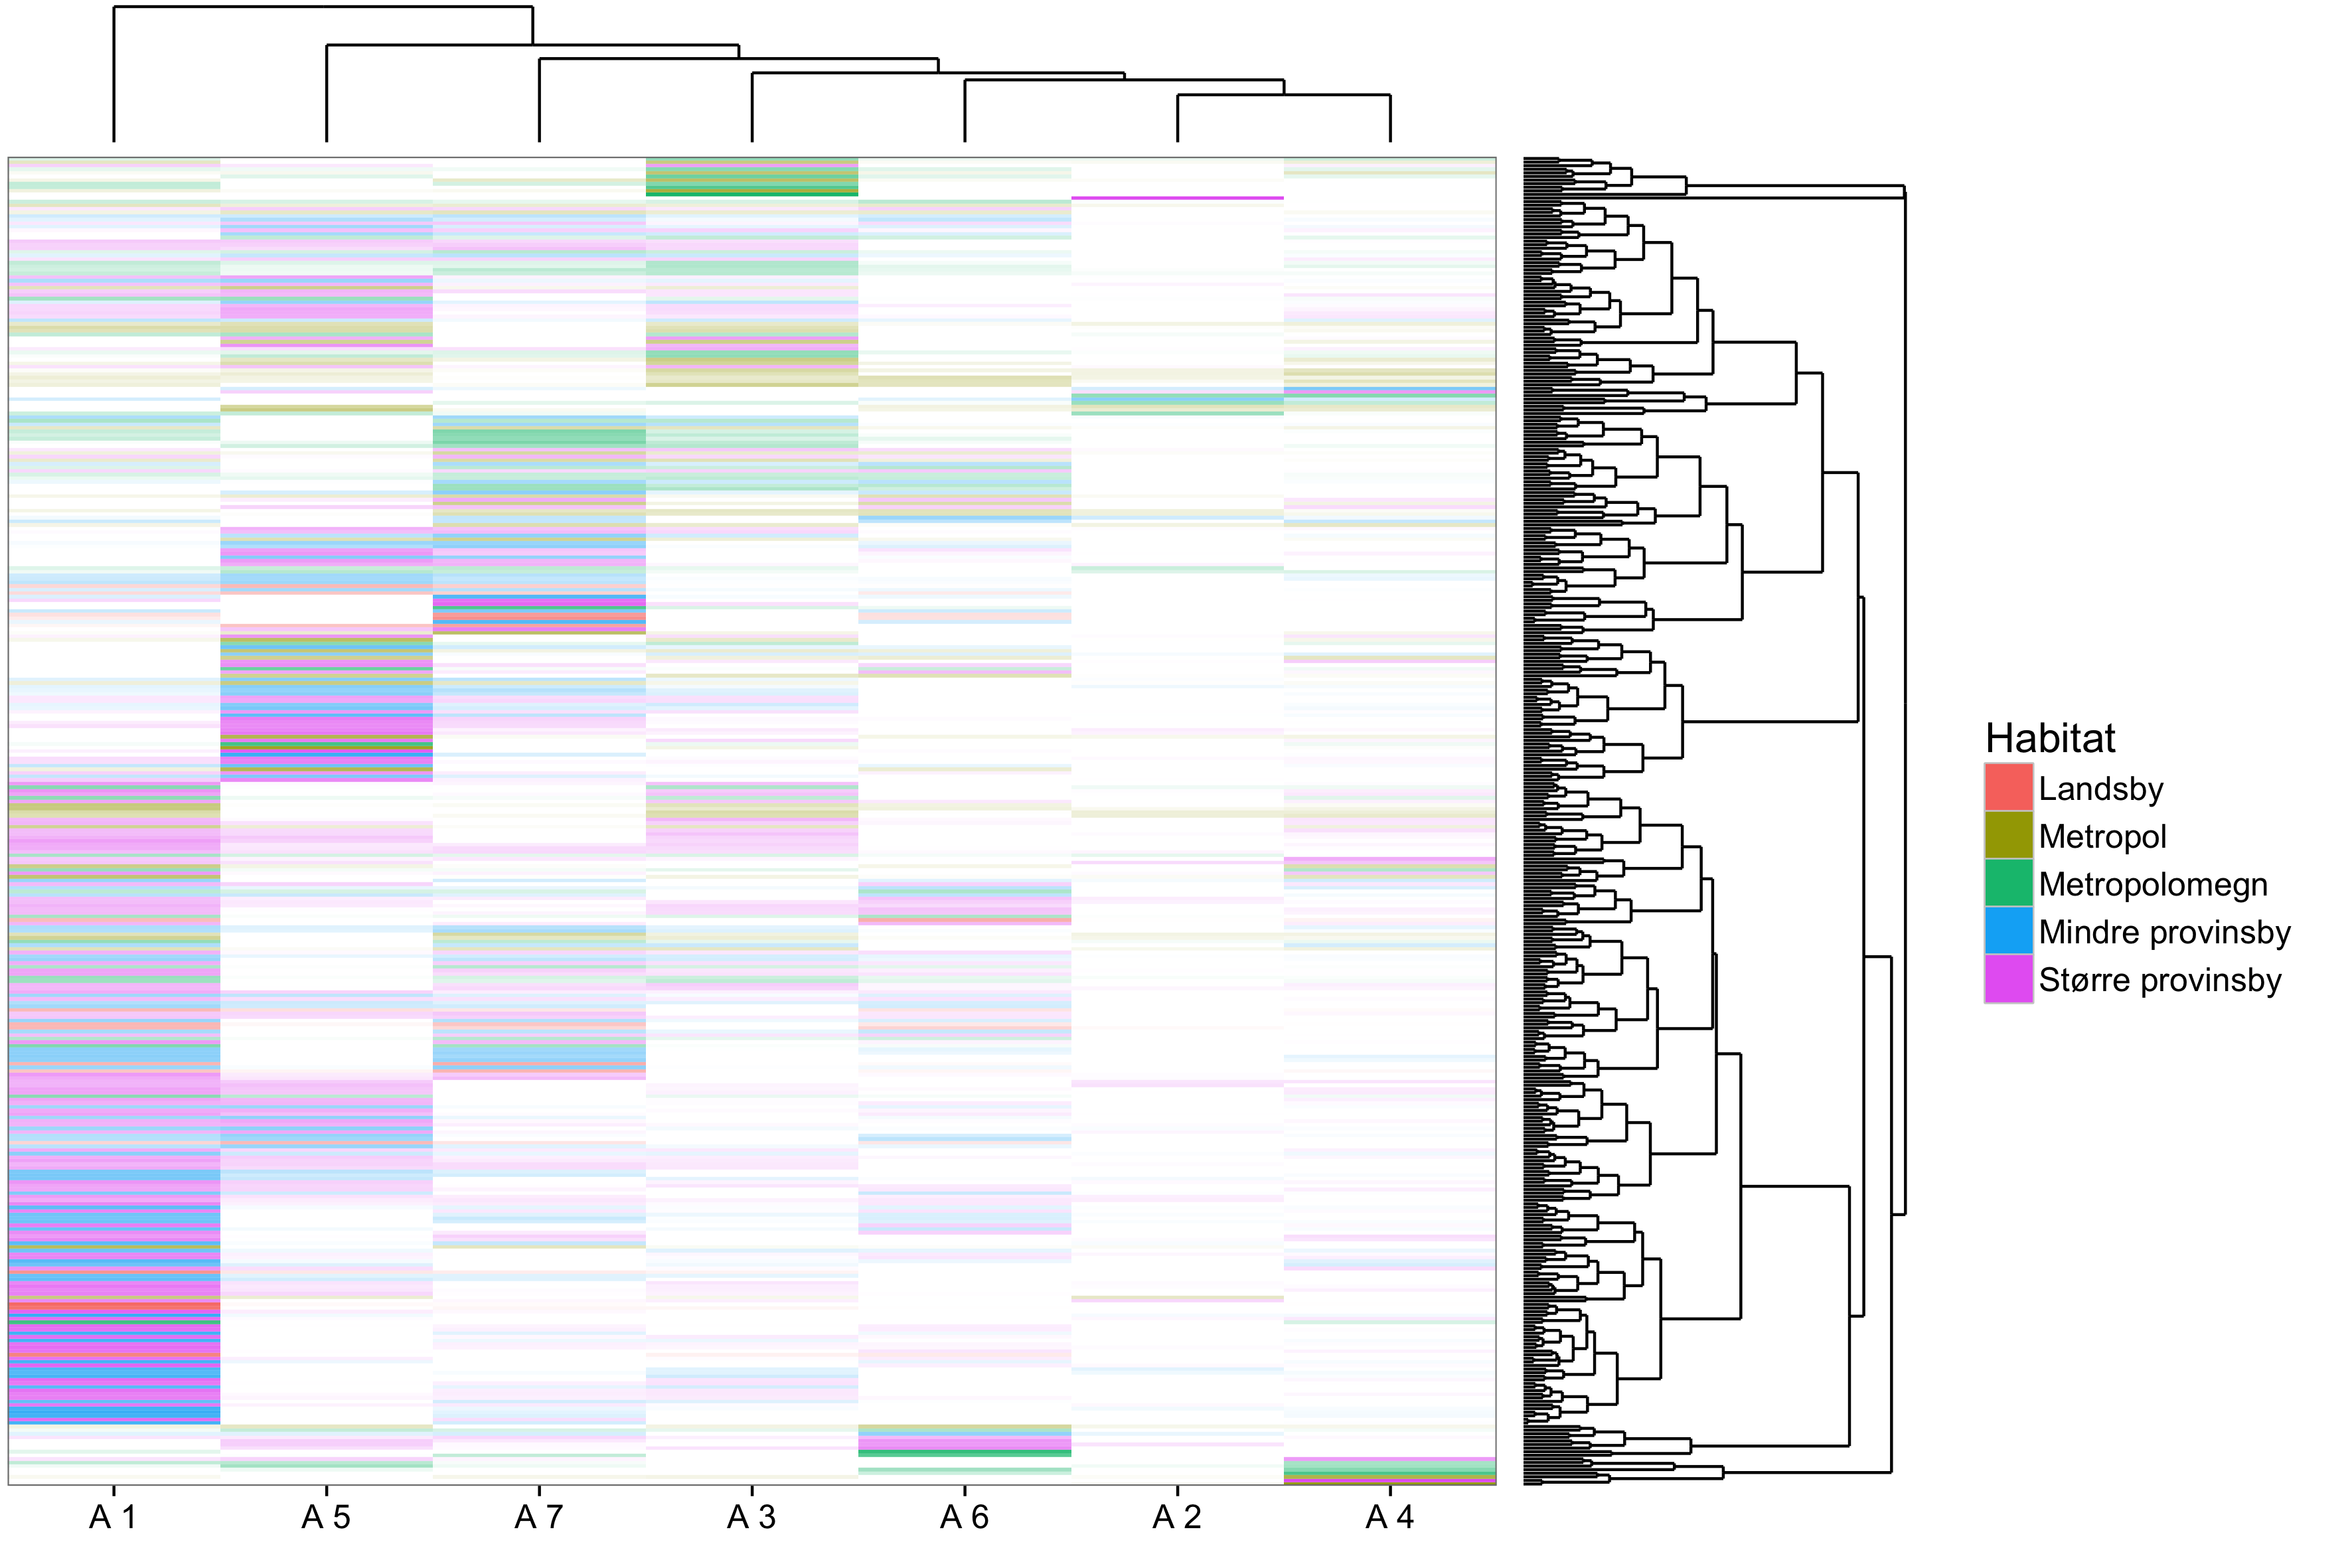 Habitat
Landsby
Metropol
Metropolomegn
Mindre provinsby
Større provinsby
A 1 A 5 A 7 A 3 A 6 A 2 A 4